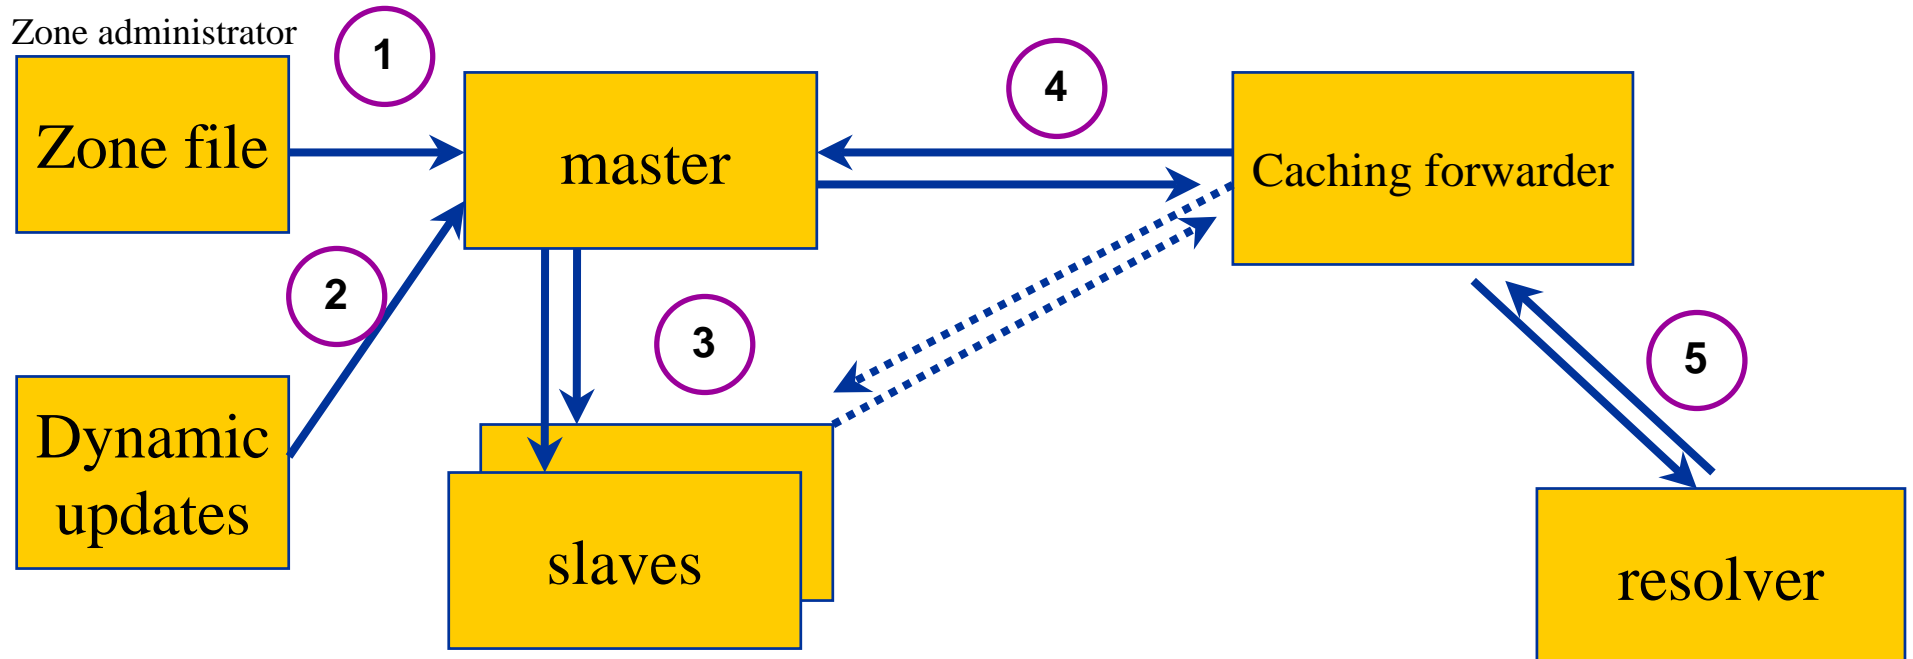 Zone administrator
1
4
Zone file
master
Caching forwarder
2
3
5
Dynamic
updates
slaves
resolver